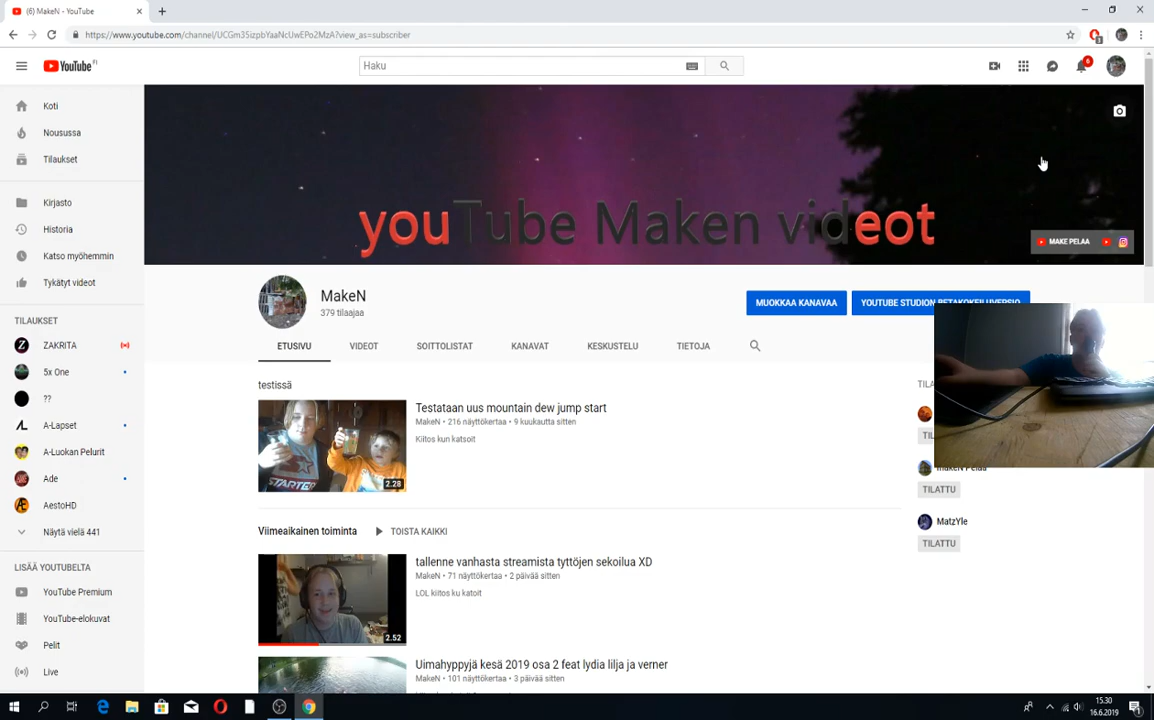 (6) MakeN - YouTube
https://www.youtube.com/channel/UCGm35izpbYaaNcUwEPo2MzA?view_as=subscriber
YouTube FI
Haku
6
Koti
Nousussa
Tilaukset
Kirjasto
Historia
Katso myöhemmin
Tykätyt videot
TILAUKSET
ZAKRITA
5x One
??
A-Lapset
A-Luokan Pelurit
Ade
AestoHD
Näytä vielä 441
LISÄÄ YOUTUBELTA
YouTube Premium
YouTube-elokuvat
Pelit
Live
youTube Maken videot
MAKE PELAA
MakeN
379 tilaajaa
MUOKKAA KANAVAA
YOUTUBE STUDION BETAKOKEILUVERSIO
ETUSIVU
VIDEOT
SOITTOLISTAT
KANAVAT
KESKUSTELU
TIETOJA
testissä
Testataan uus mountain dew jump start
MakeN • 216 näyttökertaa • 9 kuukautta sitten
Kiitos kun katsoit
2.28
Viimeaikainen toiminta
TOISTA KAIKKI
tallenne vanhasta streamista tyttöjen sekoilua XD
MakeN • 71 näyttökertaa • 2 päivää sitten
LOL kiitos ku katoit
2.52
Uimahyppyjä kesä 2019 osa 2 feat lydia lilja ja verner
MakeN • 101 näyttökertaa • 3 päivää sitten
makeN Pelaa
TILATTU
MatzYle
TILATTU
15.30
16.6.2019